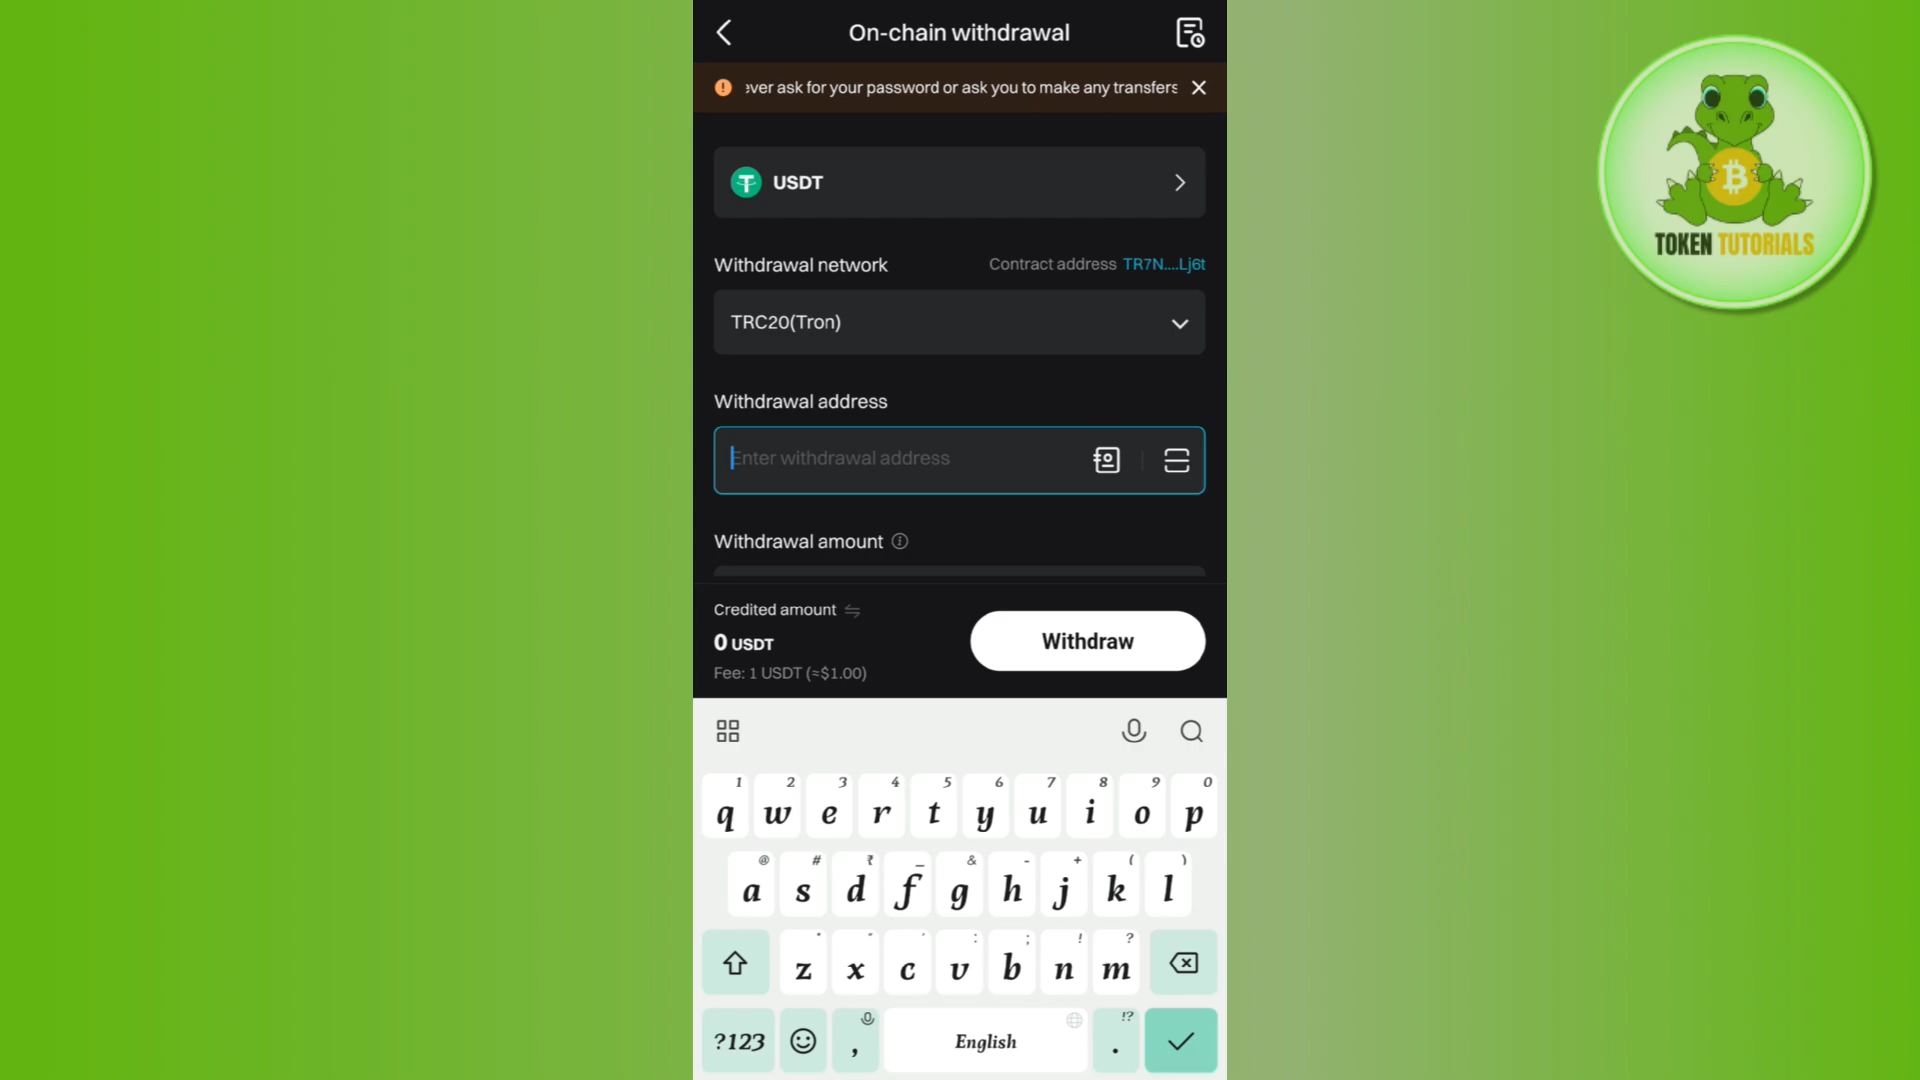 On-chain withdrawal
ever ask for your password or ask you to make any transfers
USDT
Withdrawal network
Contract address TR7N....Lj6t
TRC20(Tron)
Withdrawal address
Enter withdrawal address
Withdrawal amount
Credited amount
0 USDT
Fee: 1 USDT (≈$1.00)
Withdraw
1 2 3 4 5 6 7 8 9 0
q w e r t y u i o p
@ # ₹ _ & - + ( )
a s d f g h j k l
* " ' : ; ! ?
z x c v b n m
!?
?123 , English .
TOKEN TUTORIALS